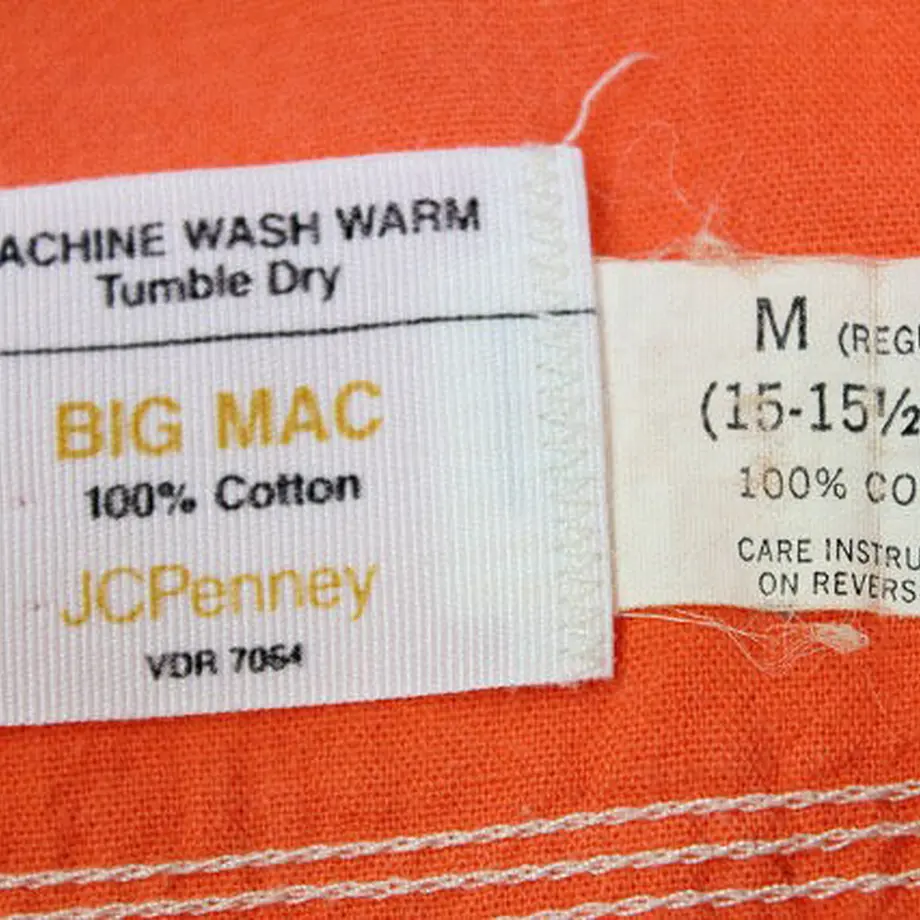 ACHINE WASH WARM
Tumble Dry
BIG MAC
100% Cotton
JCPenney
VDR 7064
M (REGU
(15-15½
100% CO
CARE INSTRU
ON REVERS